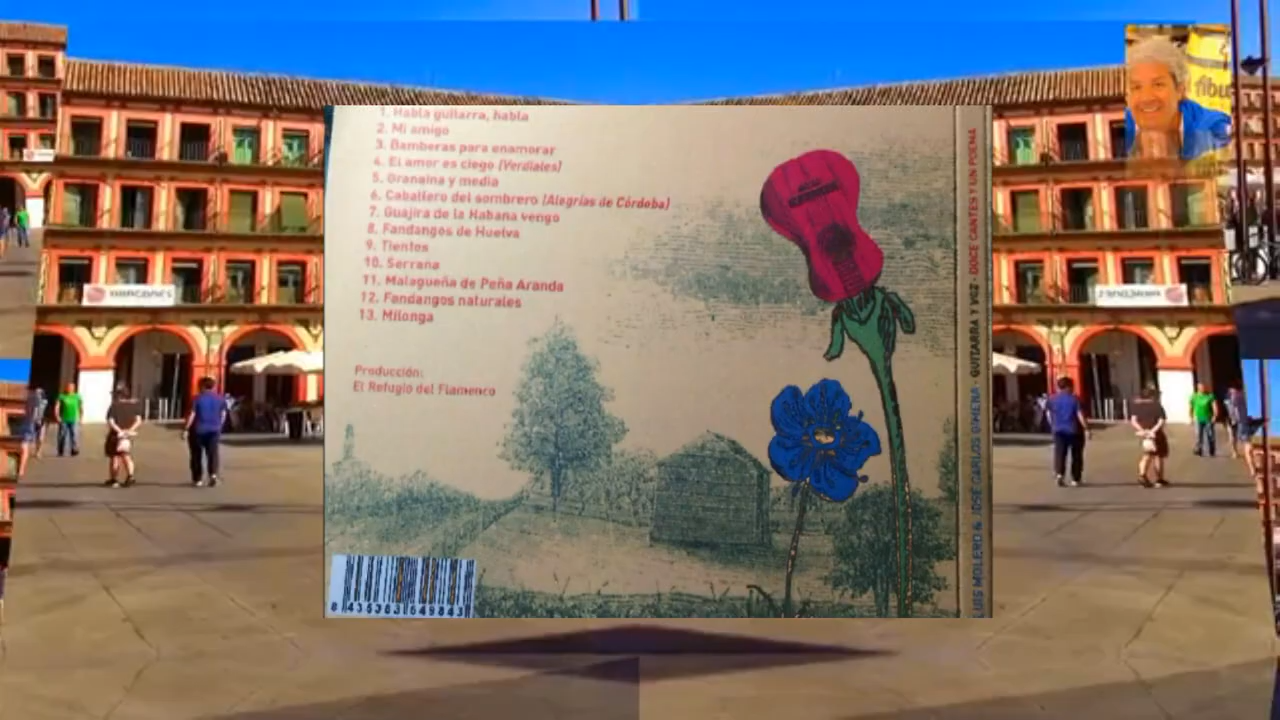 1. Habla guitarra, habla
2. Mi amigo
3. Bamberas para enamorar
4. El amor es ciego (Verdiales)
5. Granaína y media
6. Caballero del sombrero (Alegrías de Córdoba)
7. Guajira de la Habana vengo
8. Fandangos de Huelva
9. Tientos
10. Serrana
11. Malagueña de Peña Aranda
12. Fandangos naturales
13. Milonga
Producción:
El Refugio del Flamenco
LUIS MOLERO & JOSÉ CARLOS - GUITARRA Y VOZ - DOCE CANTES Y UN POEMA